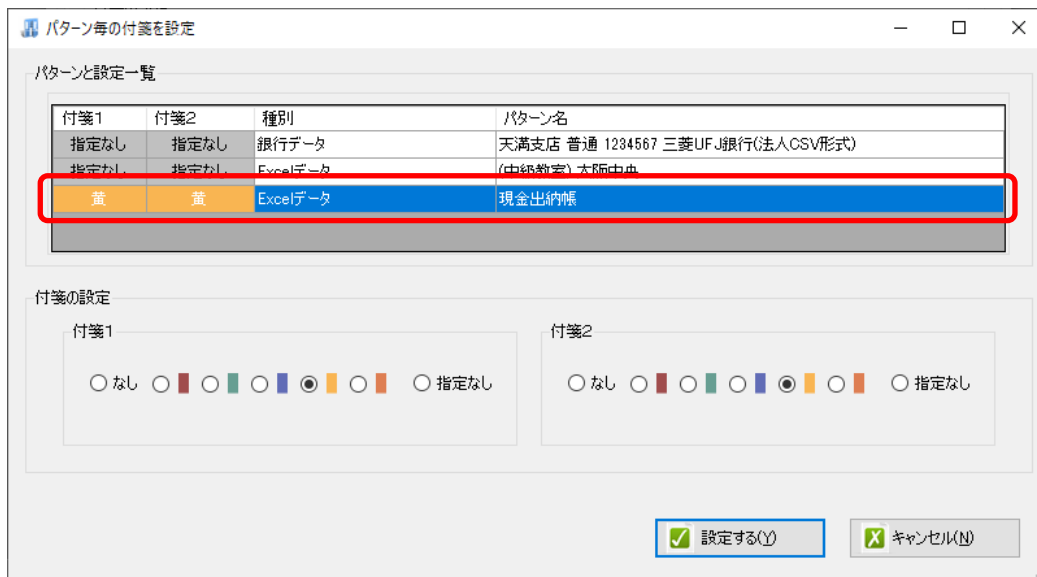 パターン毎の付箋を設定
パターンと設定一覧
付箋1 付箋2 種別 パターン名
指定なし 指定なし 銀行データ 天満支店 普通 1234567 三菱UFJ銀行(法人CSV形式)
指定なし 指定なし Excelデータ (中級教室) 大阪中央
黄 黄 Excelデータ 現金出納帳
付箋の設定
付箋1 付箋2
なし 指定なし なし 指定なし
設定する(Y) キャンセル(N)